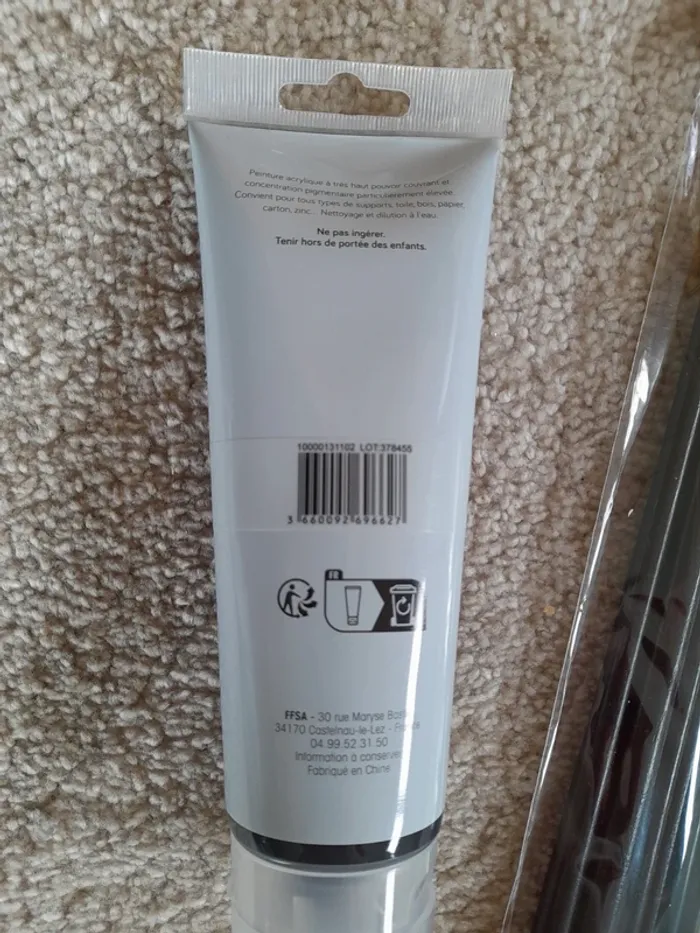 Peinture acrylique à très haut pouvoir couvrant et
concentration pigmentaire particulièrement élevée.
Convient pour tous types de supports, toile, bois, papier,
carton, zinc... Nettoyage et dilution à l'eau.
Ne pas ingérer.
Tenir hors de portée des enfants.
10000131102 LOT:378455
3 660092 696627
FR
FFSA - 30 rue Maryse
34170 Castelnau-le-Lez - France
04 99 52 31 50
Information à conserver
Fabriqué en Chine